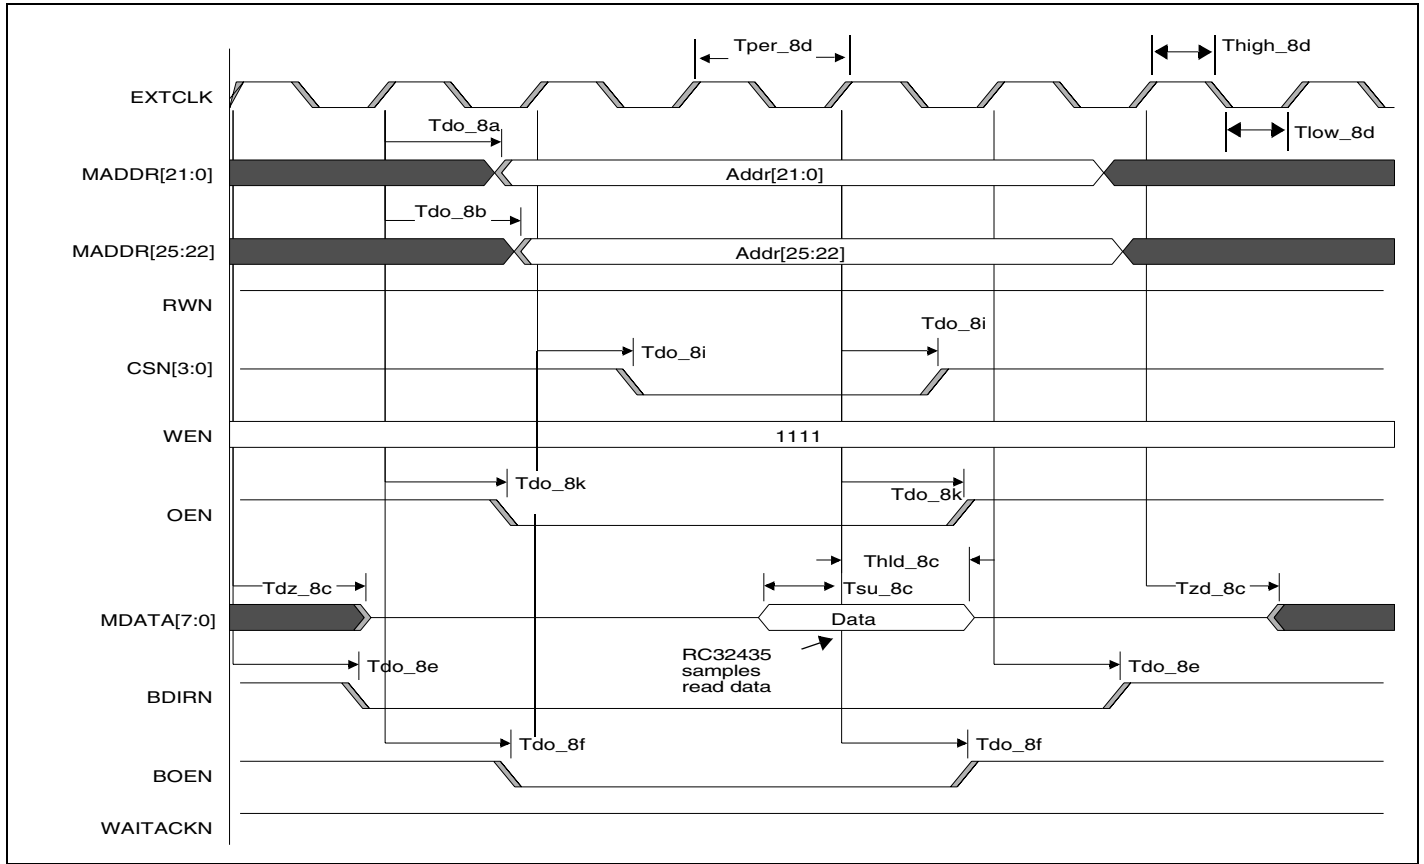 Tper_8d
Thigh_8d
EXTCLK
Tdo_8a
Tlow_8d
MADDR[21:0]
Addr[21:0]
Tdo_8b
MADDR[25:22]
Addr[25:22]
RWN
Tdo_8i
Tdo_8i
CSN[3:0]
WEN
1111
Tdo_8k
Tdo_8k
OEN
Thld_8c
Tdz_8c
Tsu_8c
Tzd_8c
MDATA[7:0]
Data
RC32435
samples
read data
Tdo_8e
Tdo_8e
BDIRN
Tdo_8f
Tdo_8f
BOEN
WAITACKN